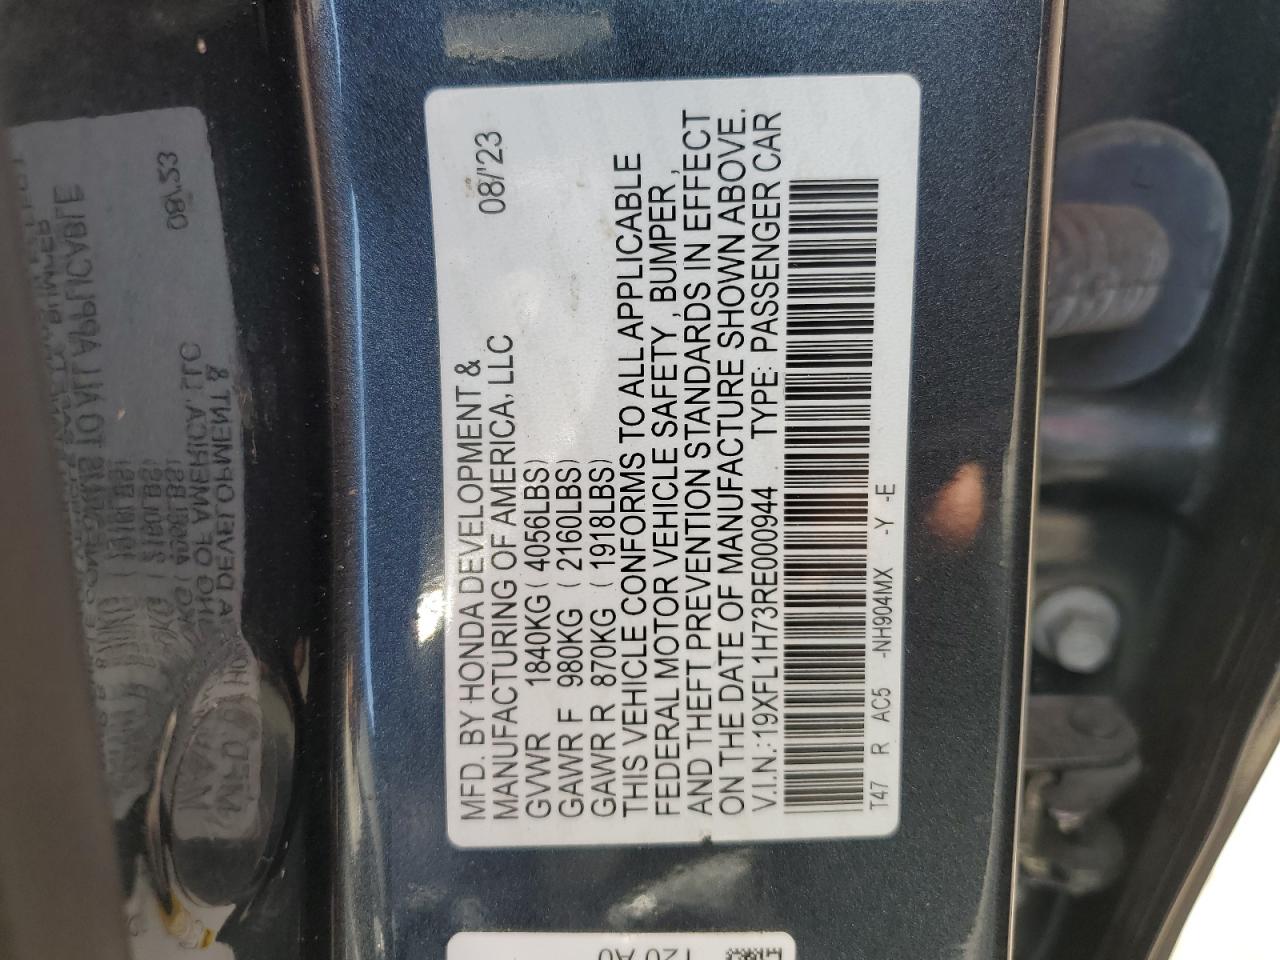 MFD. BY HONDA DEVELOPMENT &
MANUFACTURING OF AMERICA, LLC 08/'23
GVWR 1840KG ( 4056LBS)
GAWR F 980KG ( 2160LBS)
GAWR R 870KG ( 1918LBS)
THIS VEHICLE CONFORMS TO ALL APPLICABLE
FEDERAL MOTOR VEHICLE SAFETY, BUMPER,
AND THEFT PREVENTION STANDARDS IN EFFECT
ON THE DATE OF MANUFACTURE SHOWN ABOVE.
V.I.N.: 19XFL1H73RE000944 TYPE: PASSENGER CAR
T47 R AC5 -NH904MX -Y -E